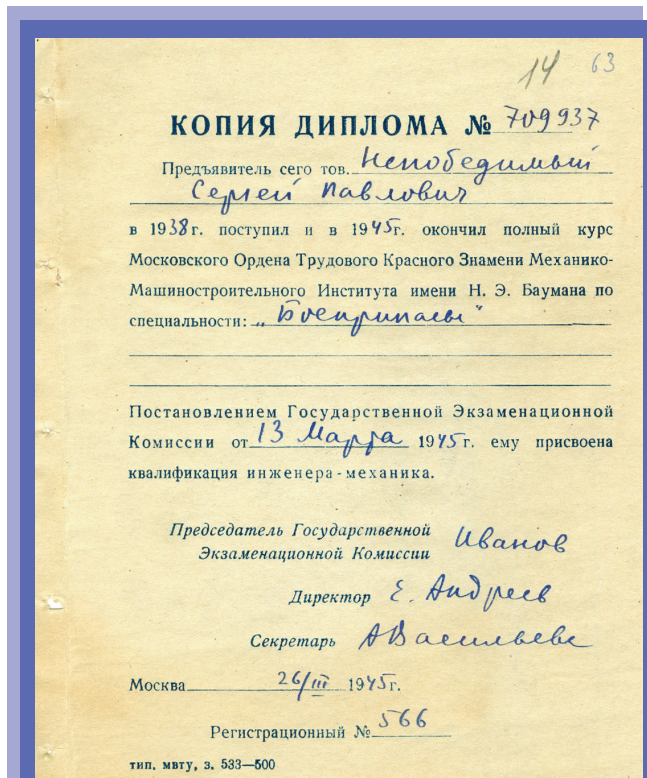 14 63
КОПИЯ ДИПЛОМА № 709937
Предъявитель сего тов. Непобедимый
Сергей Павлович
в 1938г. поступил и в 1945г. окончил полный курс
Московского Ордена Трудового Красного Знамени Механико-
Машиностроительного Института имени Н. Э. Баумана по
специальности: „Боеприпасы"
Постановлением Государственной Экзаменационной
Комиссии от 13 Марта 1945г. ему присвоена
квалификация инженера-механика.
Председатель Государственной
Экзаменационной Комиссии Иванов
Директор Е. Андреев
Секретарь АВасильева
Москва 26/III 1945г.
Регистрационный № 566
тип. мвту, з. 533—500